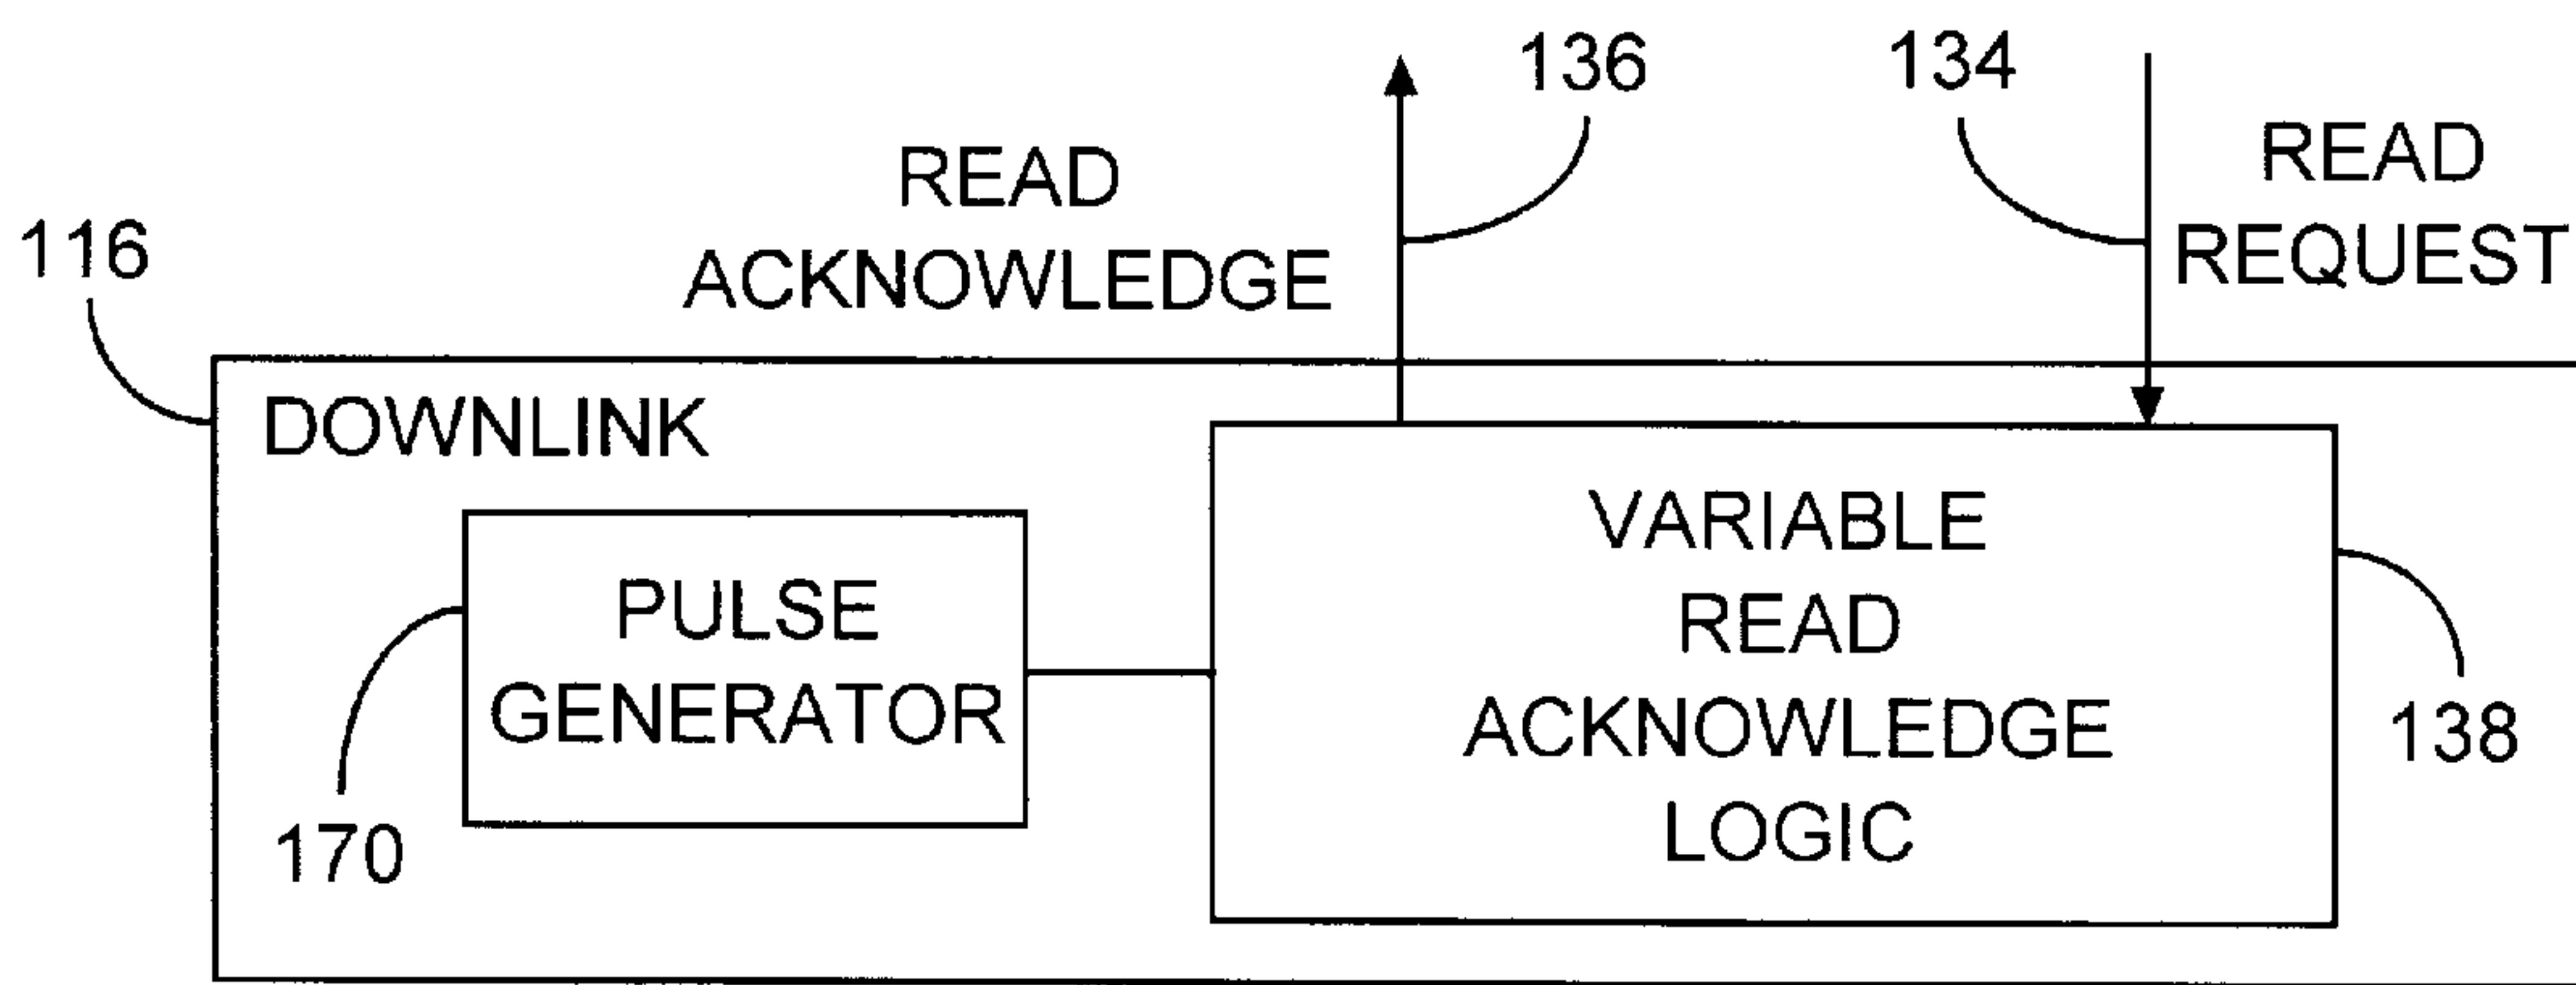 136
134
READ
ACKNOWLEDGE
READ
REQUEST
116
DOWNLINK
PULSE
GENERATOR
VARIABLE
READ
ACKNOWLEDGE
LOGIC
170
138